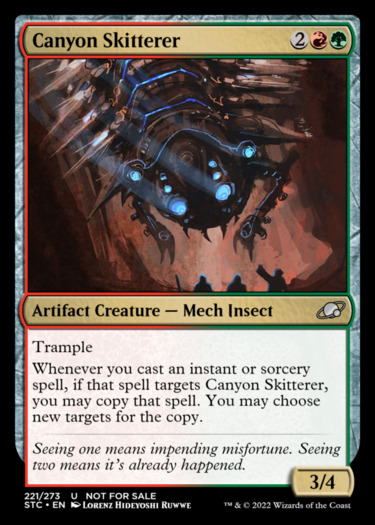 Canyon Skitterer 2
Artifact Creature — Mech Insect
Trample
Whenever you cast an instant or sorcery
spell, if that spell targets Canyon Skitterer,
you may copy that spell. You may choose
new targets for the copy.
Seeing one means impending misfortune. Seeing
two means it's already happened.
3/4
221/273 U NOT FOR SALE
STC • EN Lorenz Hideyoshi Ruwwe ™ & © 2022 Wizards of the Coast